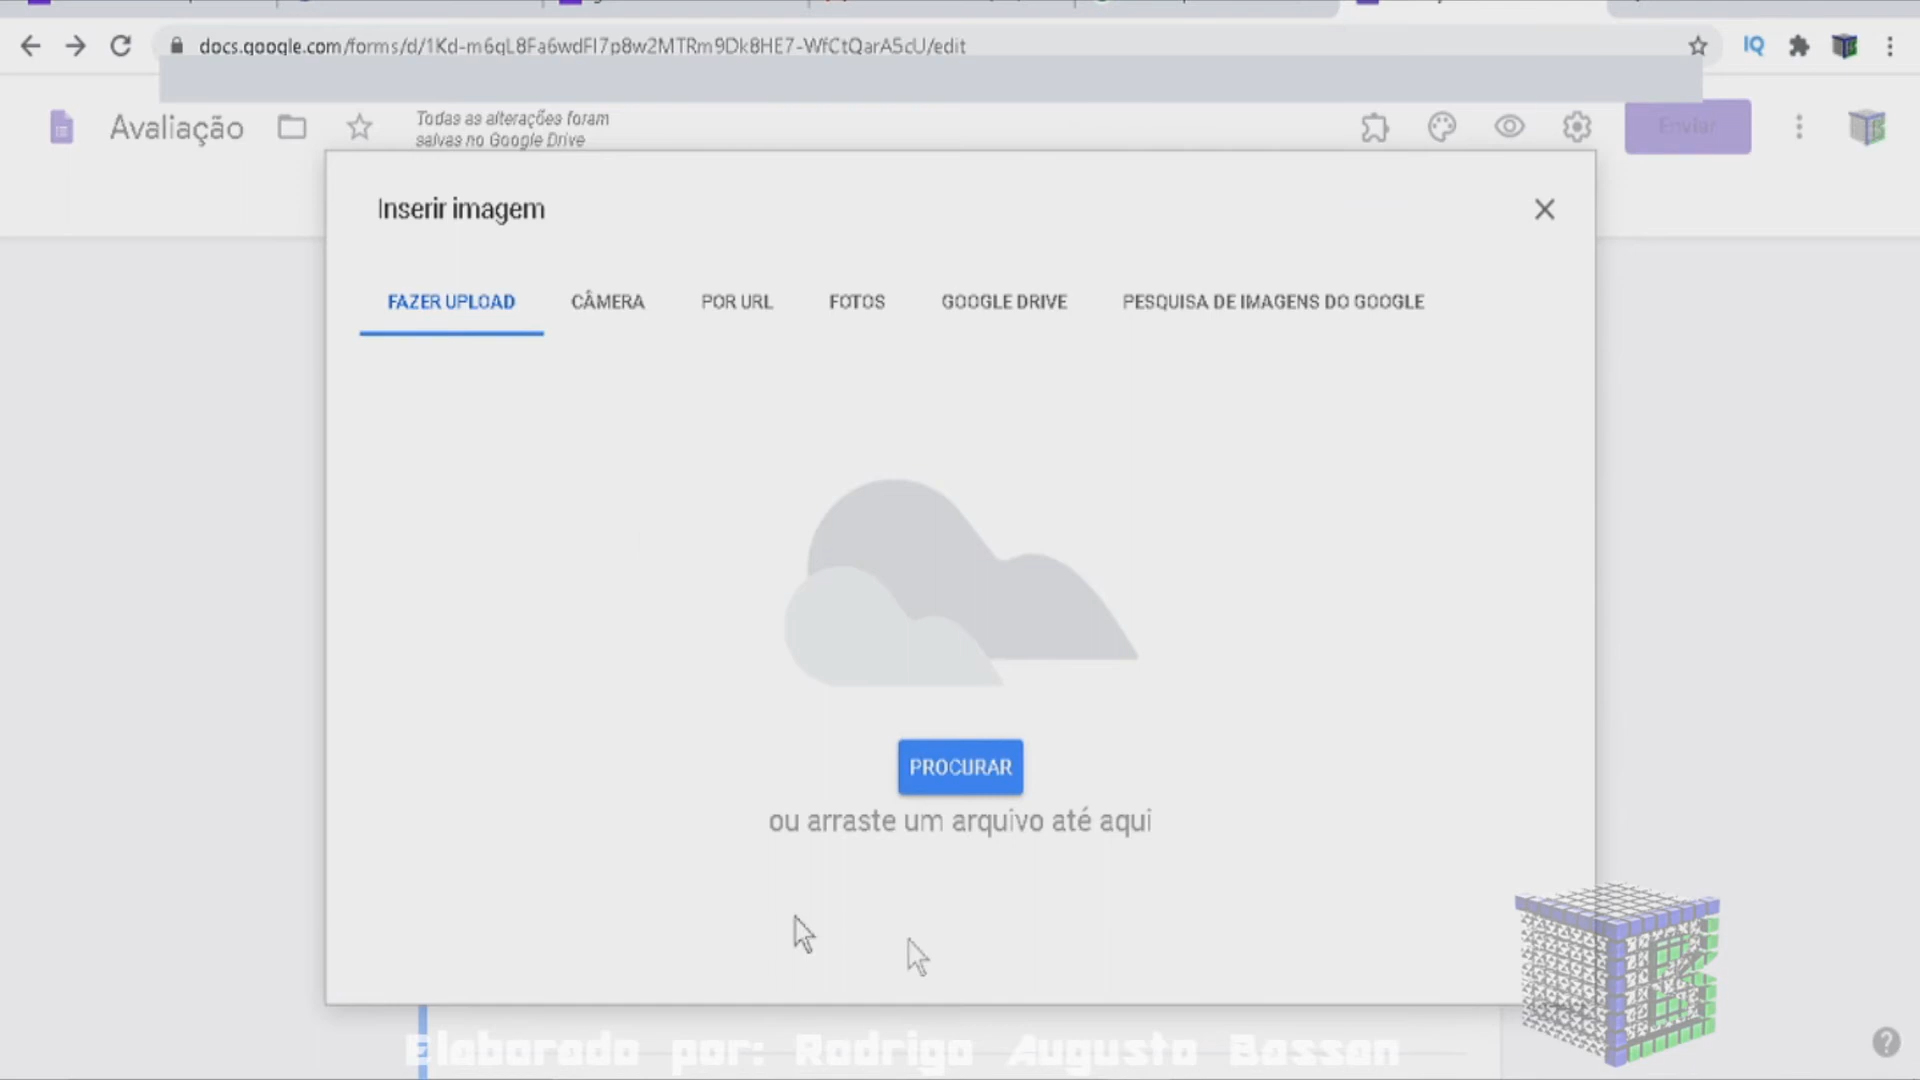 docs.google.com/forms/d/1Kd-m6qL8Fa6wdFI7p8w2MTRm9Dk8HE7-WfCtQarA5cU/edit
IQ
Avaliação
Todas as alterações foram
salvas no Google Drive
Enviar
Inserir imagem
FAZER UPLOAD
CÂMERA
POR URL
FOTOS
GOOGLE DRIVE
PESQUISA DE IMAGENS DO GOOGLE
PROCURAR
ou arraste um arquivo até aqui
Elaborado por: Rodrigo Augusto Bassan